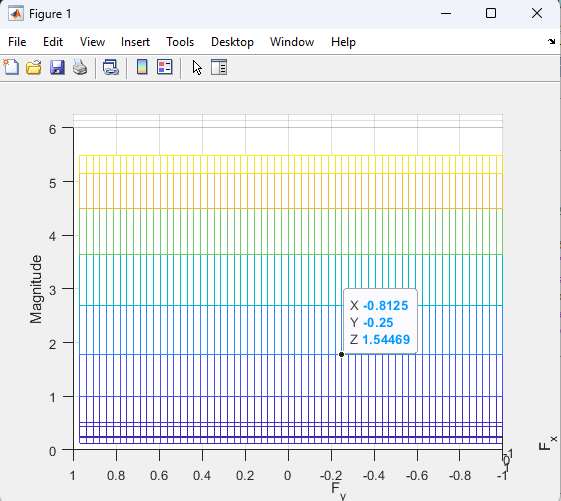 Figure 1
File Edit View Insert Tools Desktop Window Help
6
5
4
3
2
1
0
Magnitude
X -0.8125
Y -0.25
Z 1.54469
1 0.8 0.6 0.4 0.2 0 -0.2 -0.4 -0.6 -0.8 -1
F_y
-1
0
1
F_x